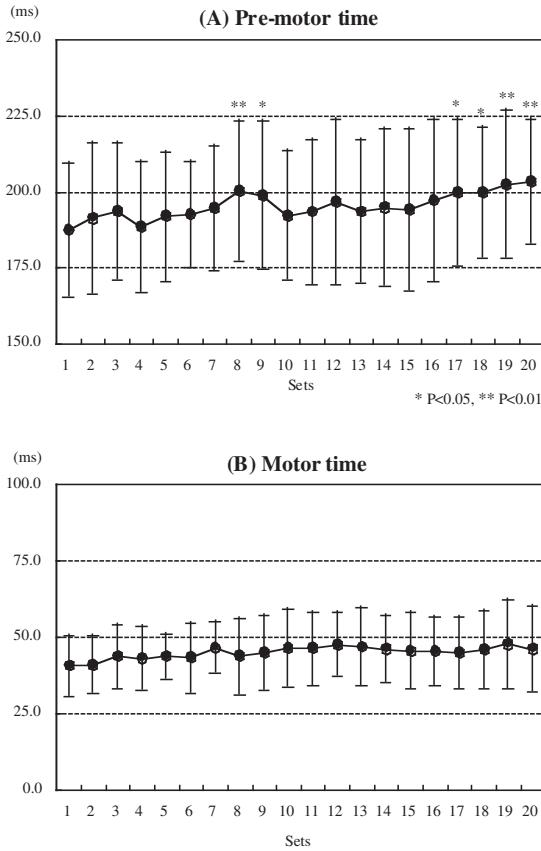 (ms)
(A) Pre-motor time
250.0
225.0
200.0
175.0
150.0
** * * * ** **
1 2 3 4 5 6 7 8 9 10 11 12 13 14 15 16 17 18 19 20
Sets
* P<0.05, ** P<0.01
(ms)
(B) Motor time
100.0
75.0
50.0
25.0
0.0
1 2 3 4 5 6 7 8 9 10 11 12 13 14 15 16 17 18 19 20
Sets